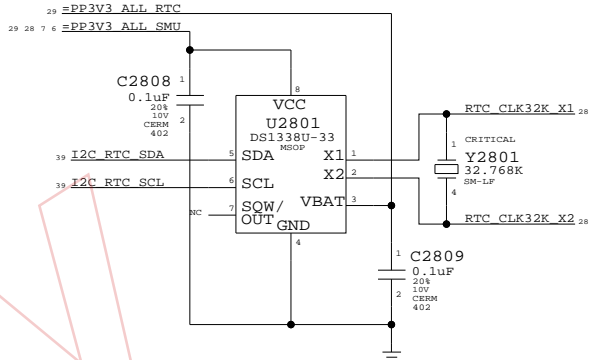 29 =PP3V3_ALL_RTC
29 28 7 6 =PP3V3_ALL_SMU
C2808 1
0.1uF
20%
10V
CERM
402
2
8
VCC
U2801
DS1338U-33
MSOP
39 I2C_RTC_SDA 5 SDA
39 I2C_RTC_SCL 6 SCL
NC 7 SQW/
OUT
X1 1
X2 2
VBAT 3
GND
4
RTC_CLK32K_X1 28
CRITICAL
1
Y2801
32.768K
SM-LF
4
RTC_CLK32K_X2 28
1 C2809
0.1uF
20%
10V
2 CERM
402